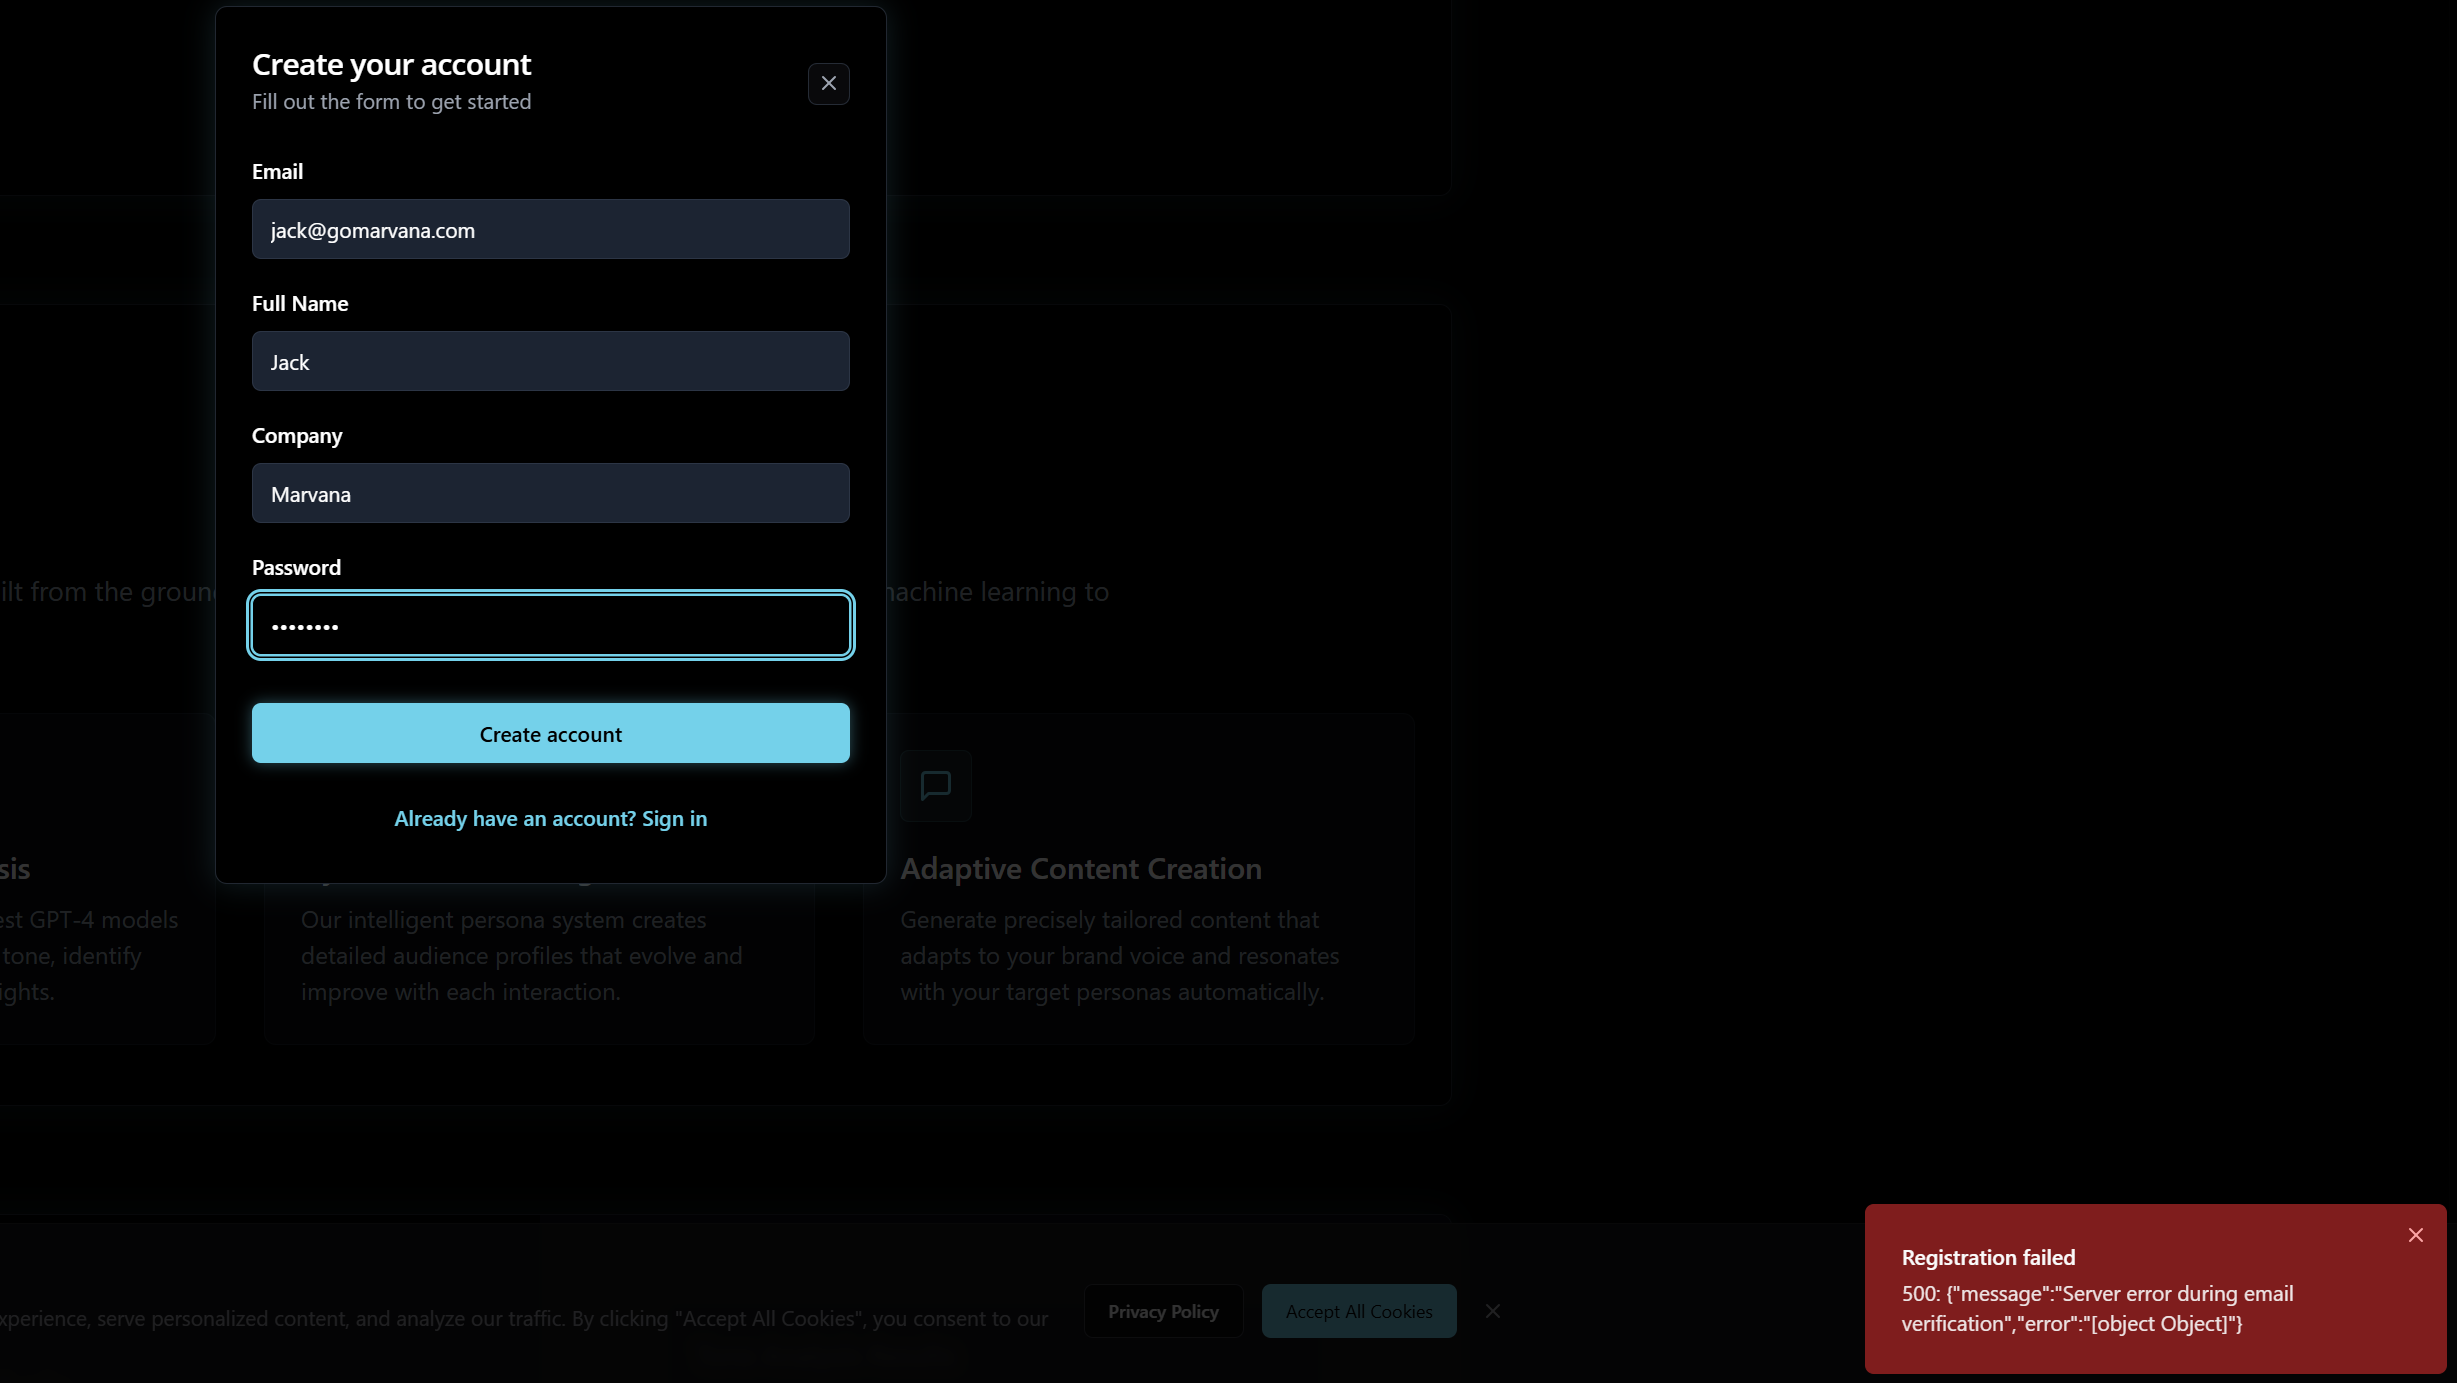 Create your account
Fill out the form to get started
Email
jack@gomarvana.com
Full Name
Jack
Company
Marvana
Password
Create account
Already have an account? Sign in
ilt from the groun
achine learning to
sis
est GPT-4 models
tone, identify
ights.
Our intelligent persona system creates
detailed audience profiles that evolve and
improve with each interaction.
Adaptive Content Creation
Generate precisely tailored content that
adapts to your brand voice and resonates
with your target personas automatically.
xperience, serve personalized content, and analyze our traffic. By clicking "Accept All Cookies", you consent to our
Privacy Policy
Accept All Cookies
Registration failed
500: {"message":"Server error during email
verification","error":"[object Object]"}